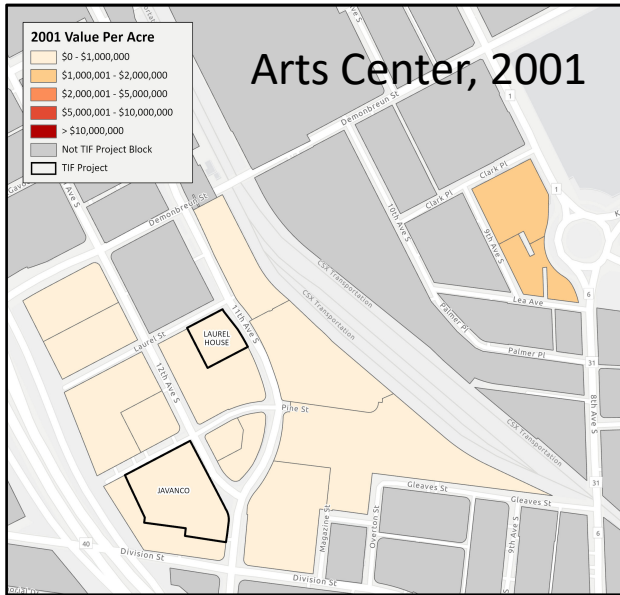 2001 Value Per Acre
$0 - $1,000,000
$1,000,001 - $2,000,000
$2,000,001 - $5,000,000
$5,000,001 - $10,000,000
> $10,000,000
Not TIF Project Block
TIF Project
Arts Center, 2001
1
Demonbreun St
Clark Pl
Clark Pl
1
10th Ave S
9th Ave S
Ave S
Demonbreun St
CSX Transportation
CSX Transportation
6
Lea Ave
Palmer Pl
Palmer Pl
31
11th Ave S
LAUREL
HOUSE
Laurel St
12th Ave S
8th Ave S
Pine St
CSX Transportation
JAVANCO
Gleaves St
Gleaves St
31
Magazine St
Overton St
9th Ave S
6
40
Division St
Division St